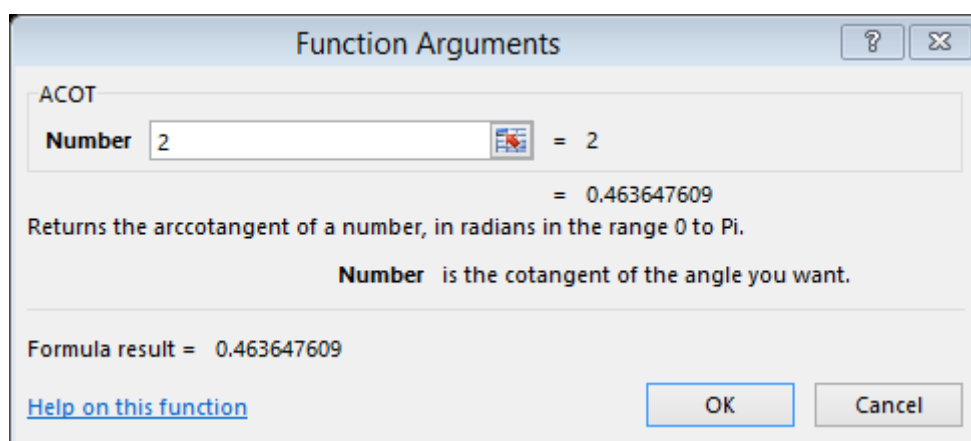 Function Arguments
ACOT
Number 2 = 2
= 0.463647609
Returns the arccotangent of a number, in radians in the range 0 to Pi.
Number is the cotangent of the angle you want.
Formula result = 0.463647609
Help on this function OK Cancel